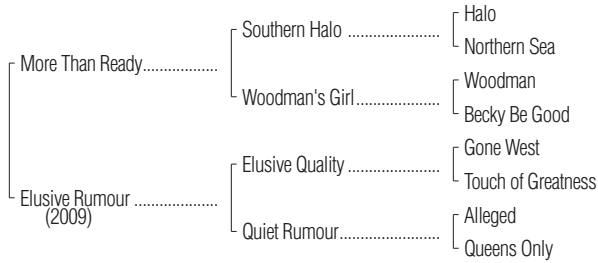 Halo
Southern Halo ..................
Northern Sea
More Than Ready..................
Woodman
Woodman's Girl.....................
Becky Be Good
Gone West
Elusive Quality ....................
Touch of Greatness
Elusive Rumour ..................
(2009)
Alleged
Quiet Rumour......................
Queens Only